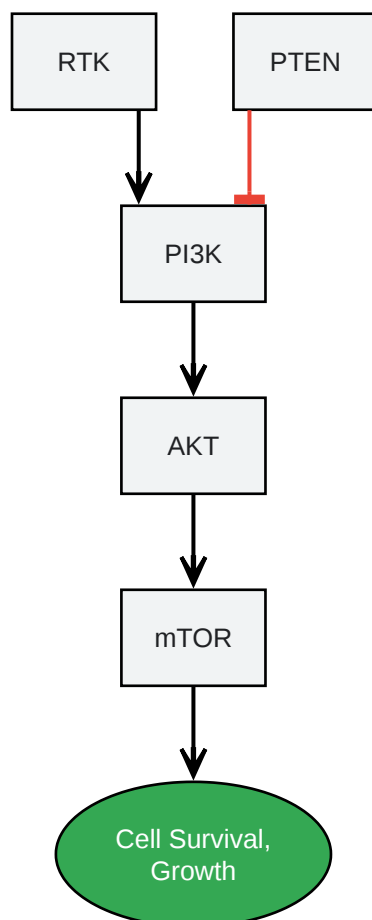 RTK
PTEN
PI3K
AKT
mTOR
Cell Survival,
Growth